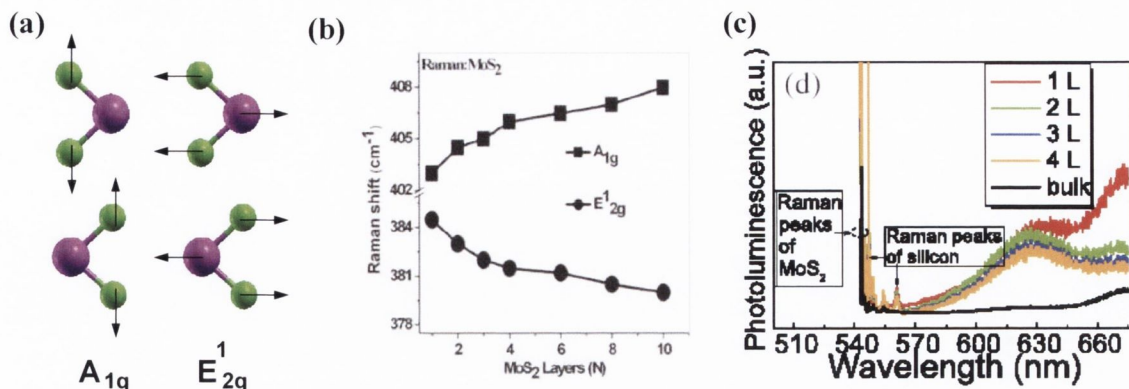 (a)
A1g
E¹2g
(b)
Raman:MoS2
408
405
402
384
381
378
Raman shift (cm⁻¹)
A1g
E¹2g
2
4
6
8
10
MoS2 Layers (N)
(c)
(d)
1 L
2 L
3 L
4 L
bulk
Raman
peaks
of
MoS2
Raman peaks
of silicon
Photoluminescence (a.u.)
510
540
570
600
630
660
Wavelength (nm)